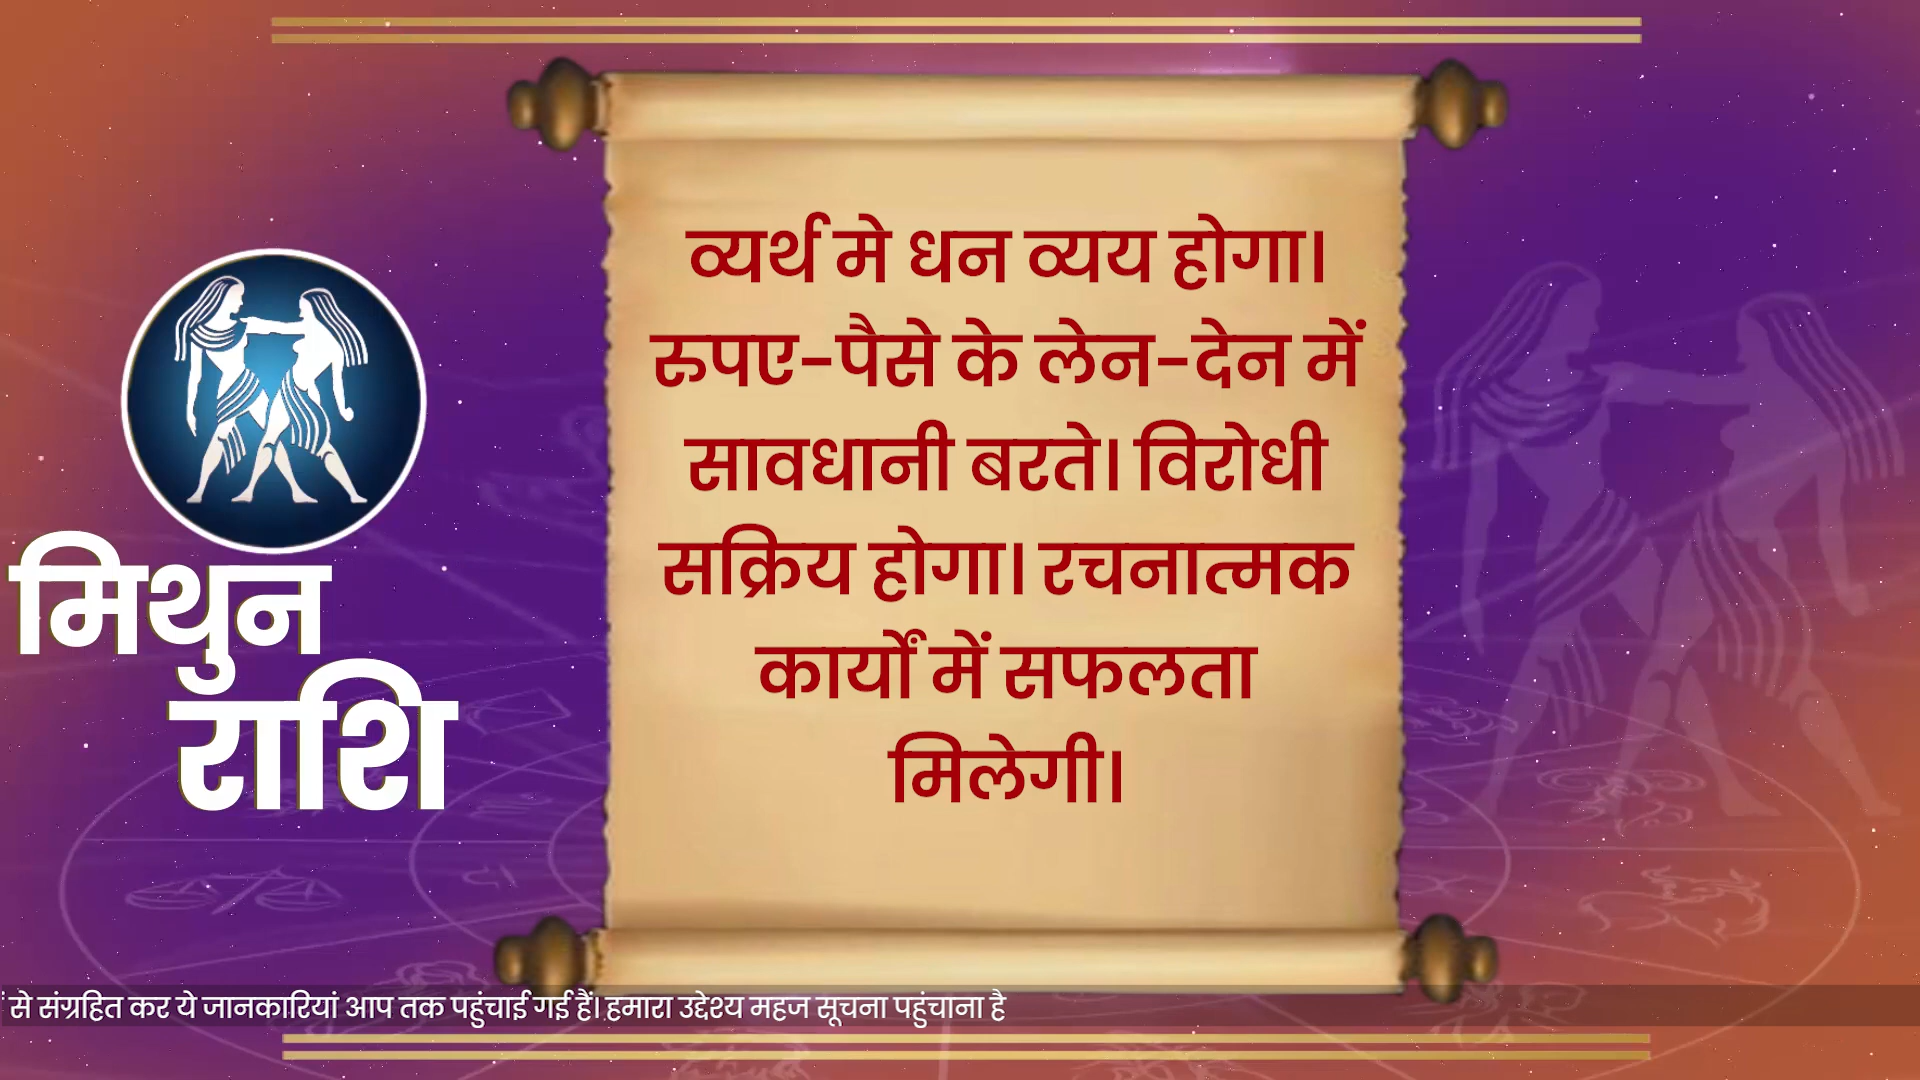 मिथुन
राशि
व्यर्थ मे धन व्यय होगा।
रुपए-पैसे के लेन-देन में
सावधानी बरते। विरोधी
सक्रिय होगा। रचनात्मक
कार्यों में सफलता
मिलेगी।
से संग्रहित कर ये जानकारियां आप तक पहुंचाई गई हैं। हमारा उद्देश्य महज सूचना पहुंचाना है